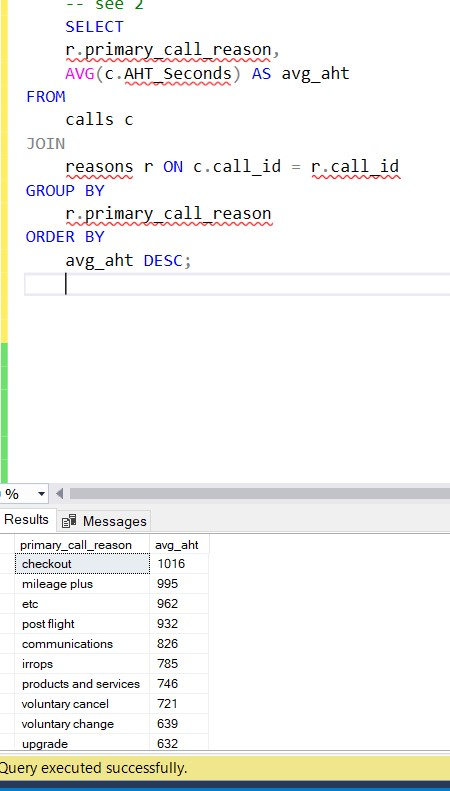 -- see 2
SELECT
r.primary_call_reason,
AVG(c.AHT_Seconds) AS avg_aht
FROM
calls c
JOIN
reasons r ON c.call_id = r.call_id
GROUP BY
r.primary_call_reason
ORDER BY
avg_aht DESC;
%
Results Messages
primary_call_reason avg_aht
checkout 1016
mileage plus 995
etc 962
post flight 932
communications 826
irrops 785
products and services 746
voluntary cancel 721
voluntary change 639
upgrade 632
Query executed successfully.